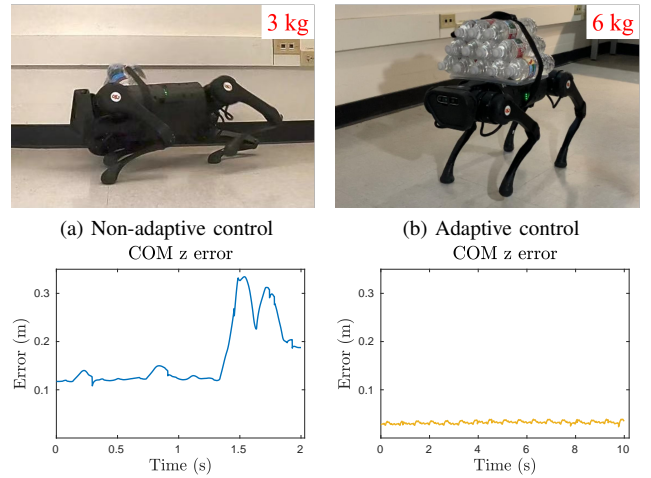 3 kg
6 kg
(a) Non-adaptive control
(b) Adaptive control
COM z error
0.3
0.2
0.1
Error (m)
0
0.5
1
1.5
2
Time (s)
COM z error
0.3
0.2
0.1
Error (m)
0
2
4
6
8
10
Time (s)